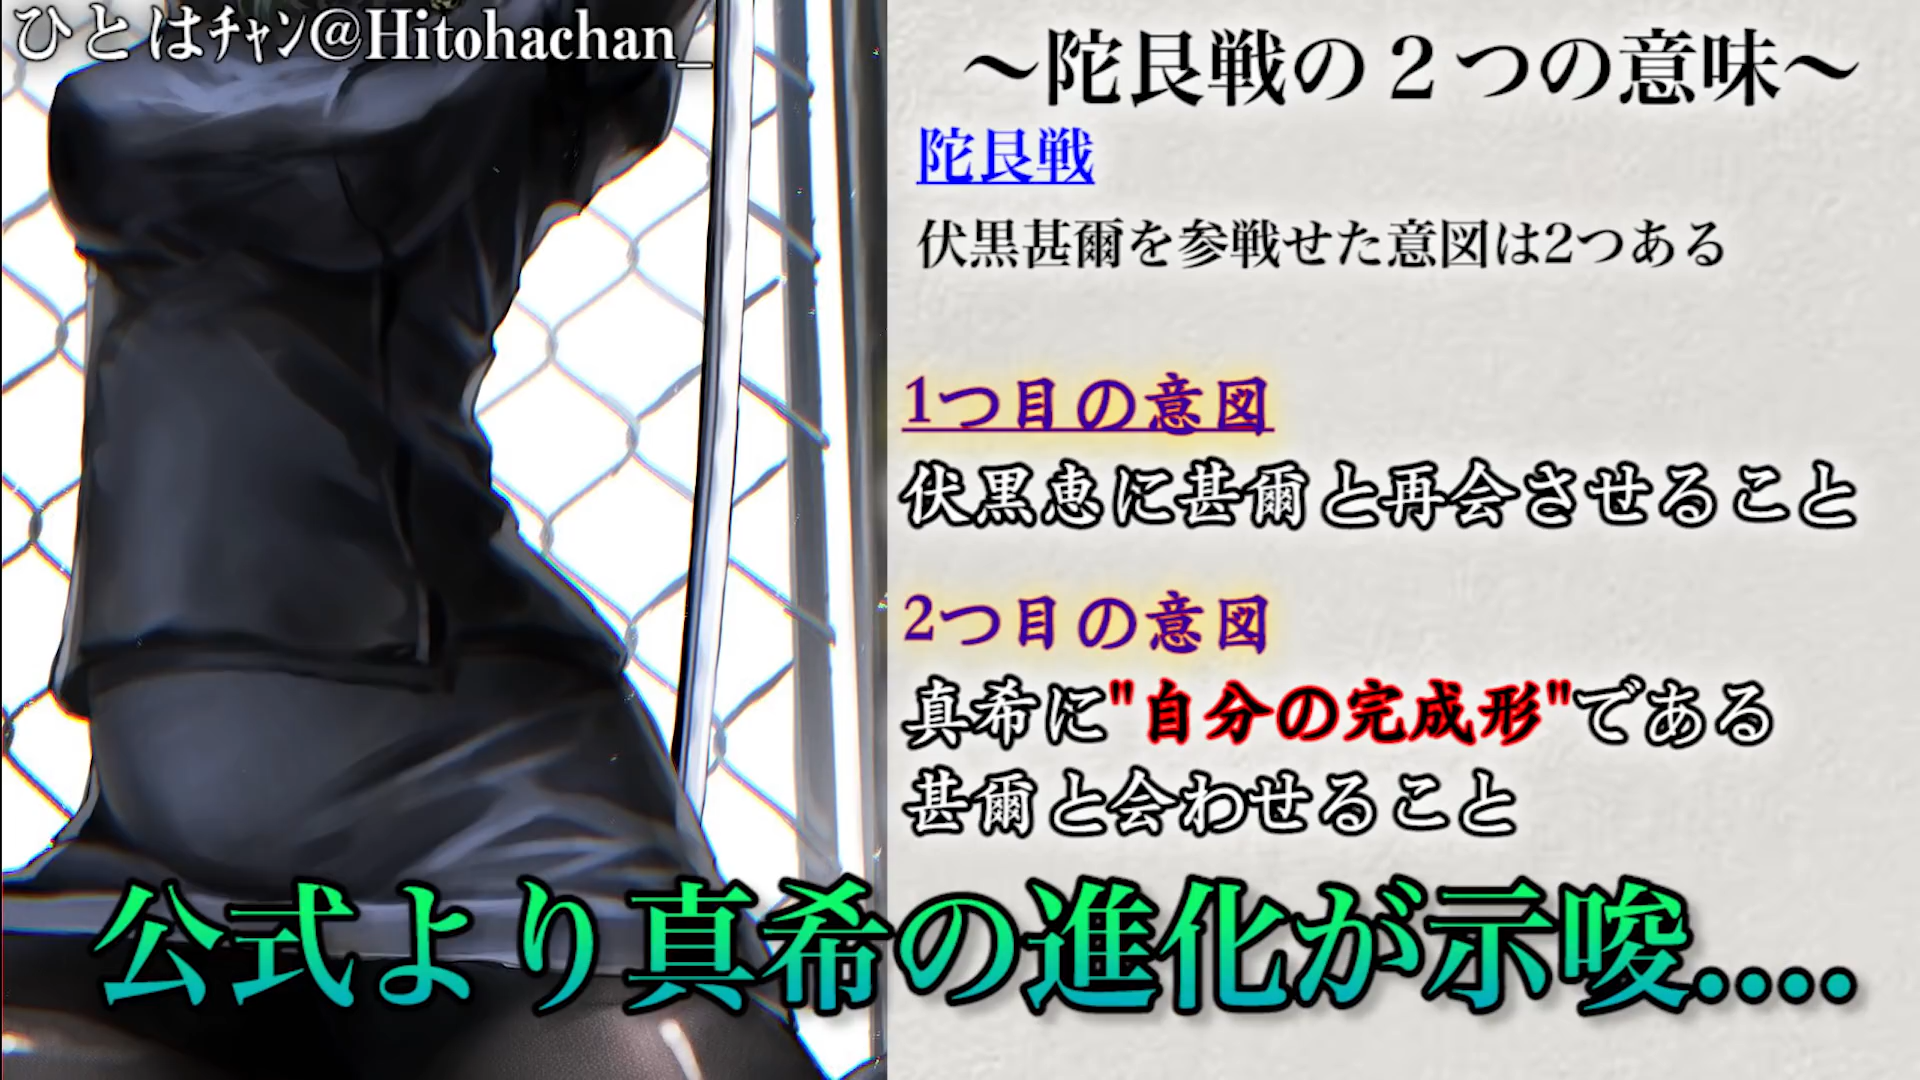 ひとはﾁｬﾝ@Hitohachan_
～陀艮戦の２つの意味～
陀艮戦
伏黒甚爾を参戦せた意図は2つある
1つ目の意図
伏黒恵に甚爾と再会させること
2つ目の意図
真希に"自分の完成形"である
甚爾と会わせること
公式より真希の進化が示唆....